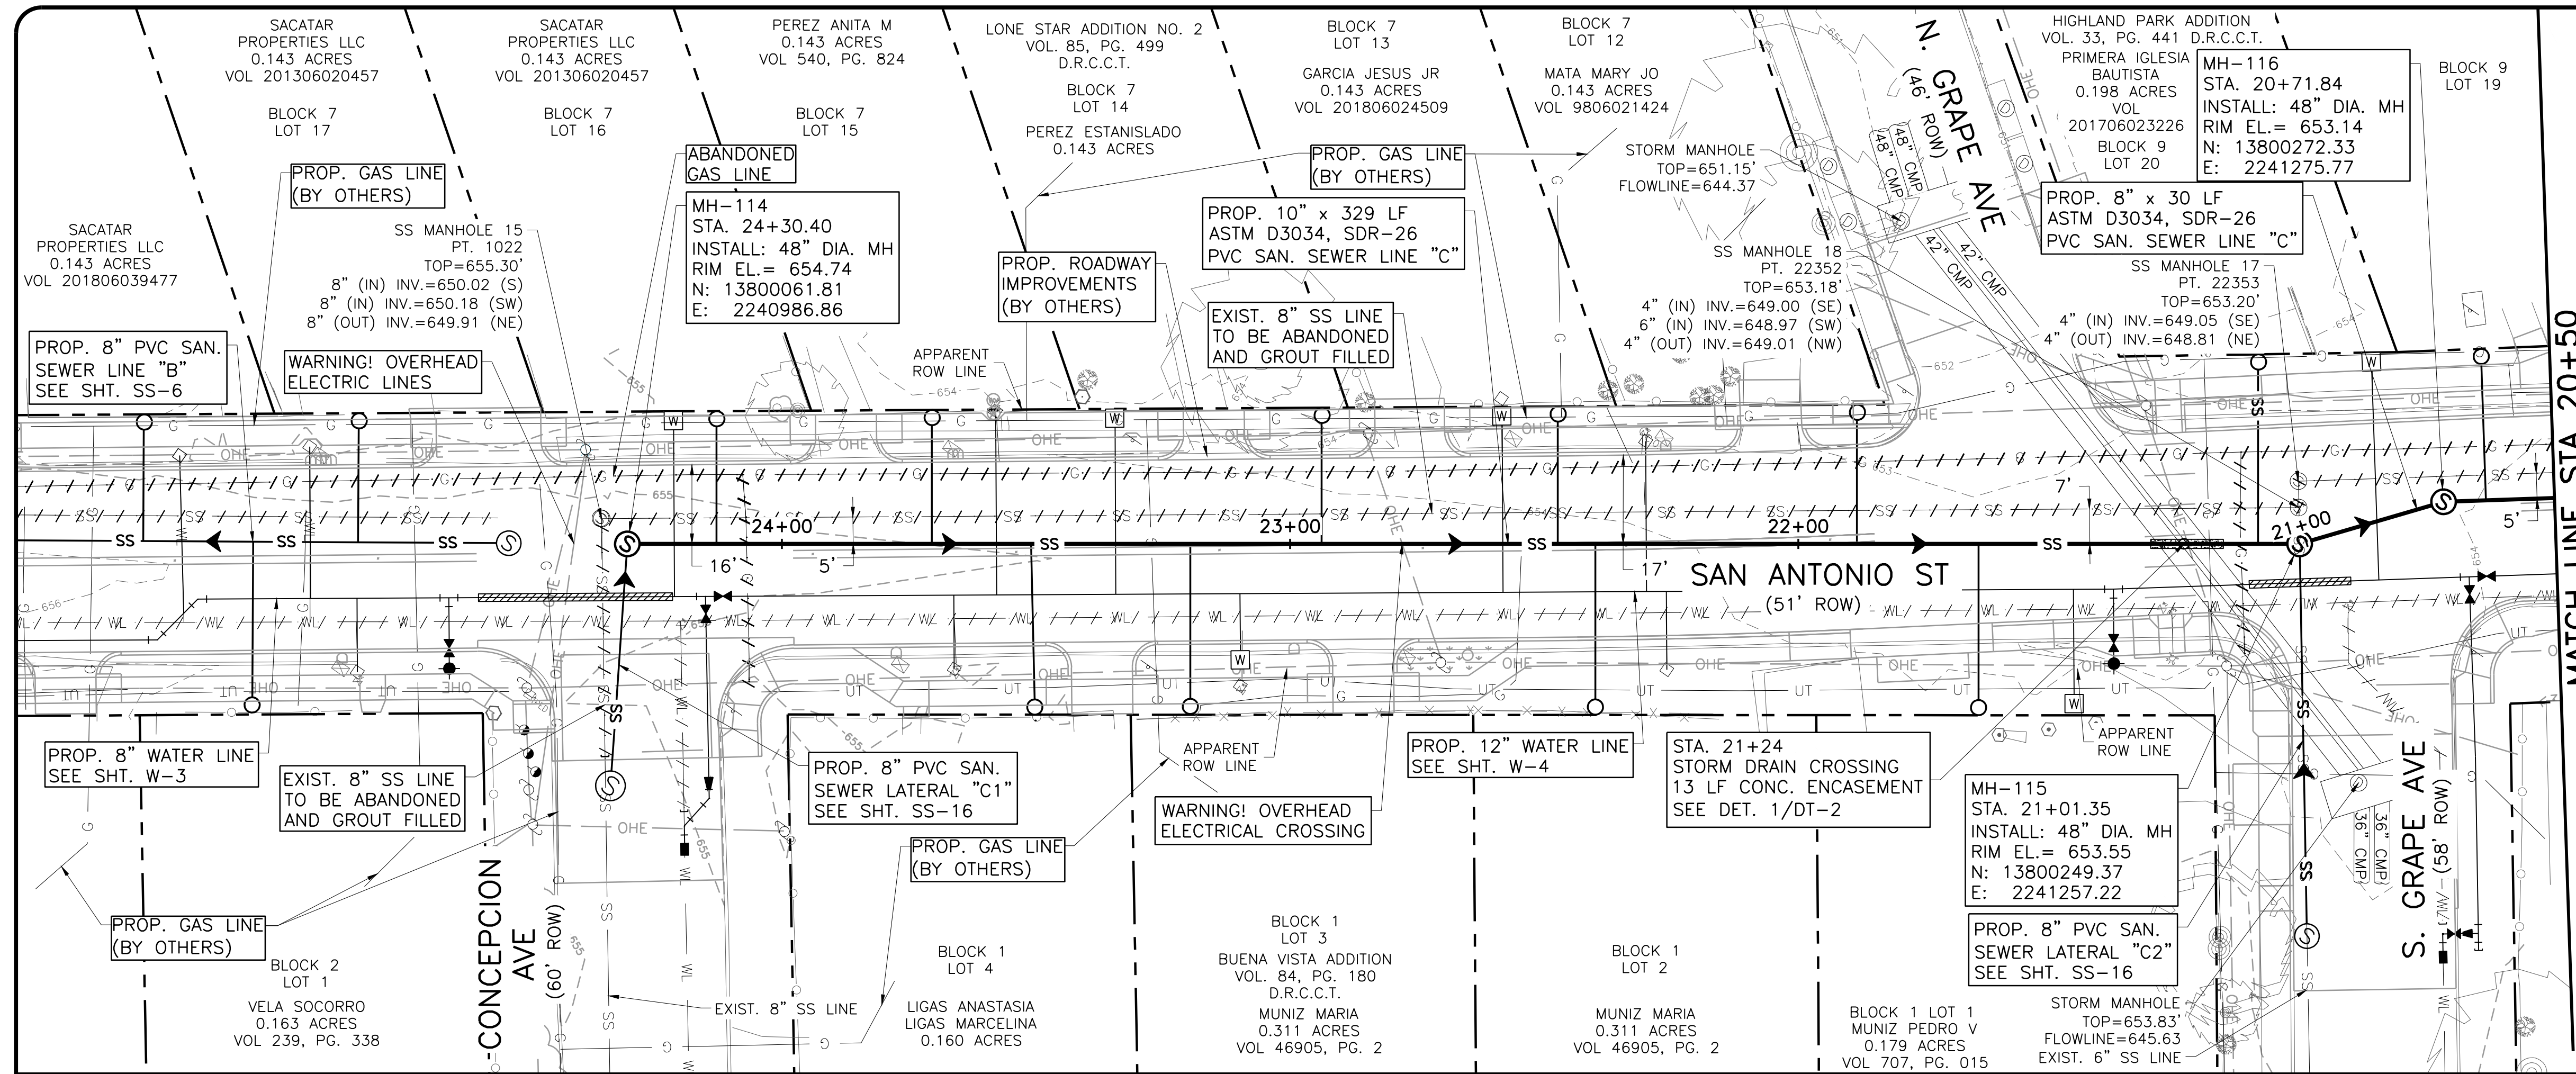 SACATAR
PROPERTIES LLC
0.143 ACRES
VOL 201306020457
BLOCK 7
LOT 17
SACATAR
PROPERTIES LLC
0.143 ACRES
VOL 201306020457
BLOCK 7
LOT 16
PEREZ ANITA M
0.143 ACRES
VOL 540, PG. 824
BLOCK 7
LOT 15
LONE STAR ADDITION NO. 2
VOL. 85, PG. 499
D.R.C.C.T.
BLOCK 7
LOT 14
PEREZ ESTANISLADO
0.143 ACRES
BLOCK 7
LOT 13
GARCIA JESUS JR
0.143 ACRES
VOL 201806024509
BLOCK 7
LOT 12
MATA MARY JO
0.143 ACRES
VOL 9806021424
N. GRAPE AVE
(46' ROW)
HIGHLAND PARK ADDITION
VOL. 33, PG. 441 D.R.C.C.T.
PRIMERA IGLESIA
BAUTISTA
0.198 ACRES
VOL
201706023226
BLOCK 9
LOT 20
MH-116
STA. 20+71.84
INSTALL: 48" DIA. MH
RIM EL.= 653.14
N: 13800272.33
E: 2241275.77
BLOCK 9
LOT 19
SACATAR
PROPERTIES LLC
0.143 ACRES
VOL 201806039477
PROP. GAS LINE
(BY OTHERS)
SS MANHOLE 15
PT. 1022
TOP=655.30'
8" (IN) INV.=650.02 (S)
8" (IN) INV.=650.18 (SW)
8" (OUT) INV.=649.91 (NE)
ABANDONED
GAS LINE
MH-114
STA. 24+30.40
INSTALL: 48" DIA. MH
RIM EL.= 654.74
N: 13800061.81
E: 2240986.86
PROP. ROADWAY
IMPROVEMENTS
(BY OTHERS)
PROP. GAS LINE
(BY OTHERS)
PROP. 10" x 329 LF
ASTM D3034, SDR-26
PVC SAN. SEWER LINE "C"
EXIST. 8" SS LINE
TO BE ABANDONED
AND GROUT FILLED
STORM MANHOLE
TOP=651.15'
FLOWLINE=644.37
48" CMP
48" CMP
42" CMP
42" CMP
SS MANHOLE 18
PT. 22352
TOP=653.18'
4" (IN) INV.=649.00 (SE)
6" (IN) INV.=648.97 (SW)
4" (OUT) INV.=649.01 (NW)
PROP. 8" x 30 LF
ASTM D3034, SDR-26
PVC SAN. SEWER LINE "C"
SS MANHOLE 17
PT. 22353
TOP=653.20'
4" (IN) INV.=649.05 (SE)
4" (OUT) INV.=648.81 (NE)
PROP. 8" PVC SAN.
SEWER LINE "B"
SEE SHT. SS-6
WARNING! OVERHEAD
ELECTRIC LINES
APPARENT
ROW LINE
MATCH LINE STA 20+50
24+00
23+00
22+00
21+00
16'
5'
17'
7'
5'
SAN ANTONIO ST
(51' ROW)
PROP. 8" WATER LINE
SEE SHT. W-3
EXIST. 8" SS LINE
TO BE ABANDONED
AND GROUT FILLED
PROP. 8" PVC SAN.
SEWER LATERAL "C1"
SEE SHT. SS-16
APPARENT
ROW LINE
WARNING! OVERHEAD
ELECTRICAL CROSSING
PROP. 12" WATER LINE
SEE SHT. W-4
STA. 21+24
STORM DRAIN CROSSING
13 LF CONC. ENCASEMENT
SEE DET. 1/DT-2
APPARENT
ROW LINE
MH-115
STA. 21+01.35
INSTALL: 48" DIA. MH
RIM EL.= 653.55
N: 13800249.37
E: 2241257.22
36" CMP
36" CMP
S. GRAPE AVE
(58' ROW)
PROP. GAS LINE
(BY OTHERS)
PROP. GAS LINE
(BY OTHERS)
CONCEPCION
AVE
(60' ROW)
PROP. 8" PVC SAN.
SEWER LATERAL "C2"
SEE SHT. SS-16
BLOCK 2
LOT 1
VELA SOCORRO
0.163 ACRES
VOL 239, PG. 338
EXIST. 8" SS LINE
BLOCK 1
LOT 4
LIGAS ANASTASIA
LIGAS MARCELINA
0.160 ACRES
BLOCK 1
LOT 3
BUENA VISTA ADDITION
VOL. 84, PG. 180
D.R.C.C.T.
MUNIZ MARIA
0.311 ACRES
VOL 46905, PG. 2
BLOCK 1
LOT 2
MUNIZ MARIA
0.311 ACRES
VOL 46905, PG. 2
BLOCK 1 LOT 1
MUNIZ PEDRO V
0.179 ACRES
VOL 707, PG. 015
STORM MANHOLE
TOP=653.83'
FLOWLINE=645.63
EXIST. 6" SS LINE